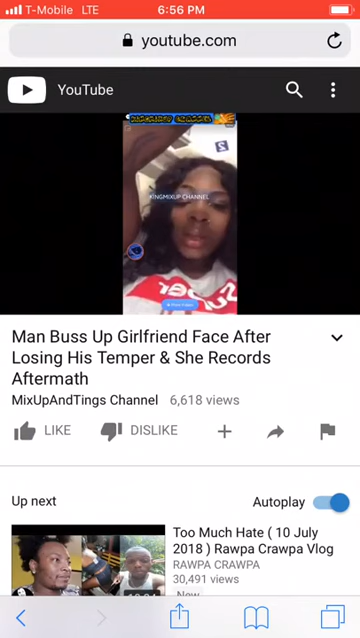 T-Mobile LTE 6:56 PM
youtube.com
YouTube
KINGMIXUP CHANNEL
Man Buss Up Girlfriend Face After
Losing His Temper & She Records
Aftermath
MixUpAndTings Channel 6,618 views
LIKE DISLIKE
Up next Autoplay
Too Much Hate ( 10 July
2018 ) Rawpa Crawpa Vlog
RAWPA CRAWPA
30,491 views
New